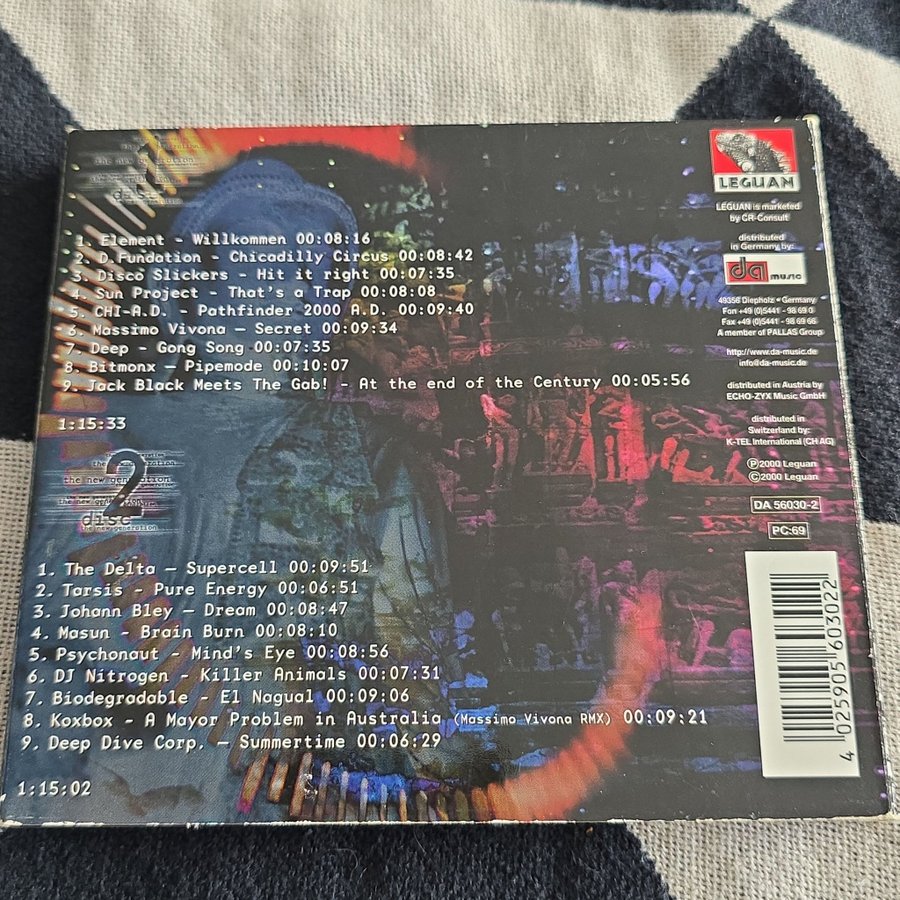 the new generation
disc
1. Element - Willkommen 00:08:16
2. D.Fundation - Chicadilly Circus 00:08:42
3. Disco Slickers - Hit it right 00:07:35
4. Sun Project - That's a Trap 00:08:08
5. CHI-A.D. - Pathfinder 2000 A.D. 00:09:40
6. Massimo Vivona – Secret 00:09:34
7. Deep - Gong Song 00:07:35
8. Bitmonx – Pipemode 00:10:07
9. Jack Black Meets The Gab! - At the end of the Century 00:05:56
1:15:33
the new generation
2
disc
1. The Delta – Supercell 00:09:51
2. Tarsis - Pure Energy 00:06:51
3. Johann Bley – Dream 00:08:47
4. Masun - Brain Burn 00:08:10
5. Psychonaut - Mind's Eye 00:08:56
6. DJ Nitrogen - Killer Animals 00:07:31
7. Biodegradable - El Nagual 00:09:06
8. Koxbox - A Mayor Problem in Australia (Massimo Vivona RMX) 00:09:21
9. Deep Dive Corp. – Summertime 00:06:29
1:15:02
LEGUAN
LEGUAN is marketed
by CR-Consult
distributed
in Germany by:
da music
49356 Diepholz • Germany
Fon +49 (0)5441 - 98 69 0
Fax +49 (0)5441 - 98 69 66
A member of PALLAS Group
http://www.da-music.de
info@da-music.de
distributed in Austria by
ECHO-ZYX Music GmbH
distributed in
Switzerland by:
K-TEL International (CH AG)
Ⓟ2000 Leguan
©2000 Leguan
DA 56030-2
PC:69
4 025905 603022